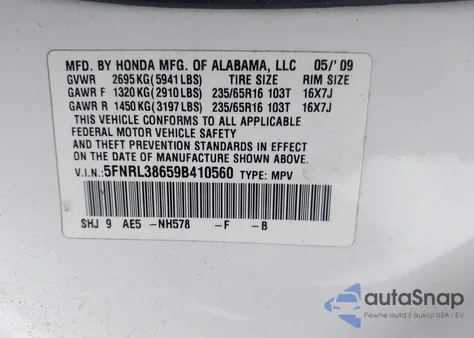 MFD. BY HONDA MFG. OF ALABAMA, LLC 05/'09
GVWR 2695 KG (5941 LBS) TIRE SIZE RIM SIZE
GAWR F 1320 KG (2910 LBS) 235/65R16 103T 16X7J
GAWR R 1450 KG (3197 LBS) 235/65R16 103T 16X7J
THIS VEHICLE CONFORMS TO ALL APPLICABLE
FEDERAL MOTOR VEHICLE SAFETY
AND THEFT PREVENTION STANDARDS IN EFFECT
ON THE DATE OF MANUFACTURE SHOWN ABOVE.
V.I.N.: 5FNRL38659B410560 TYPE: MPV
SHJ 9 AE5 -NH578 -F -B
autoSnap
Певне авто з аукціону USA - EU